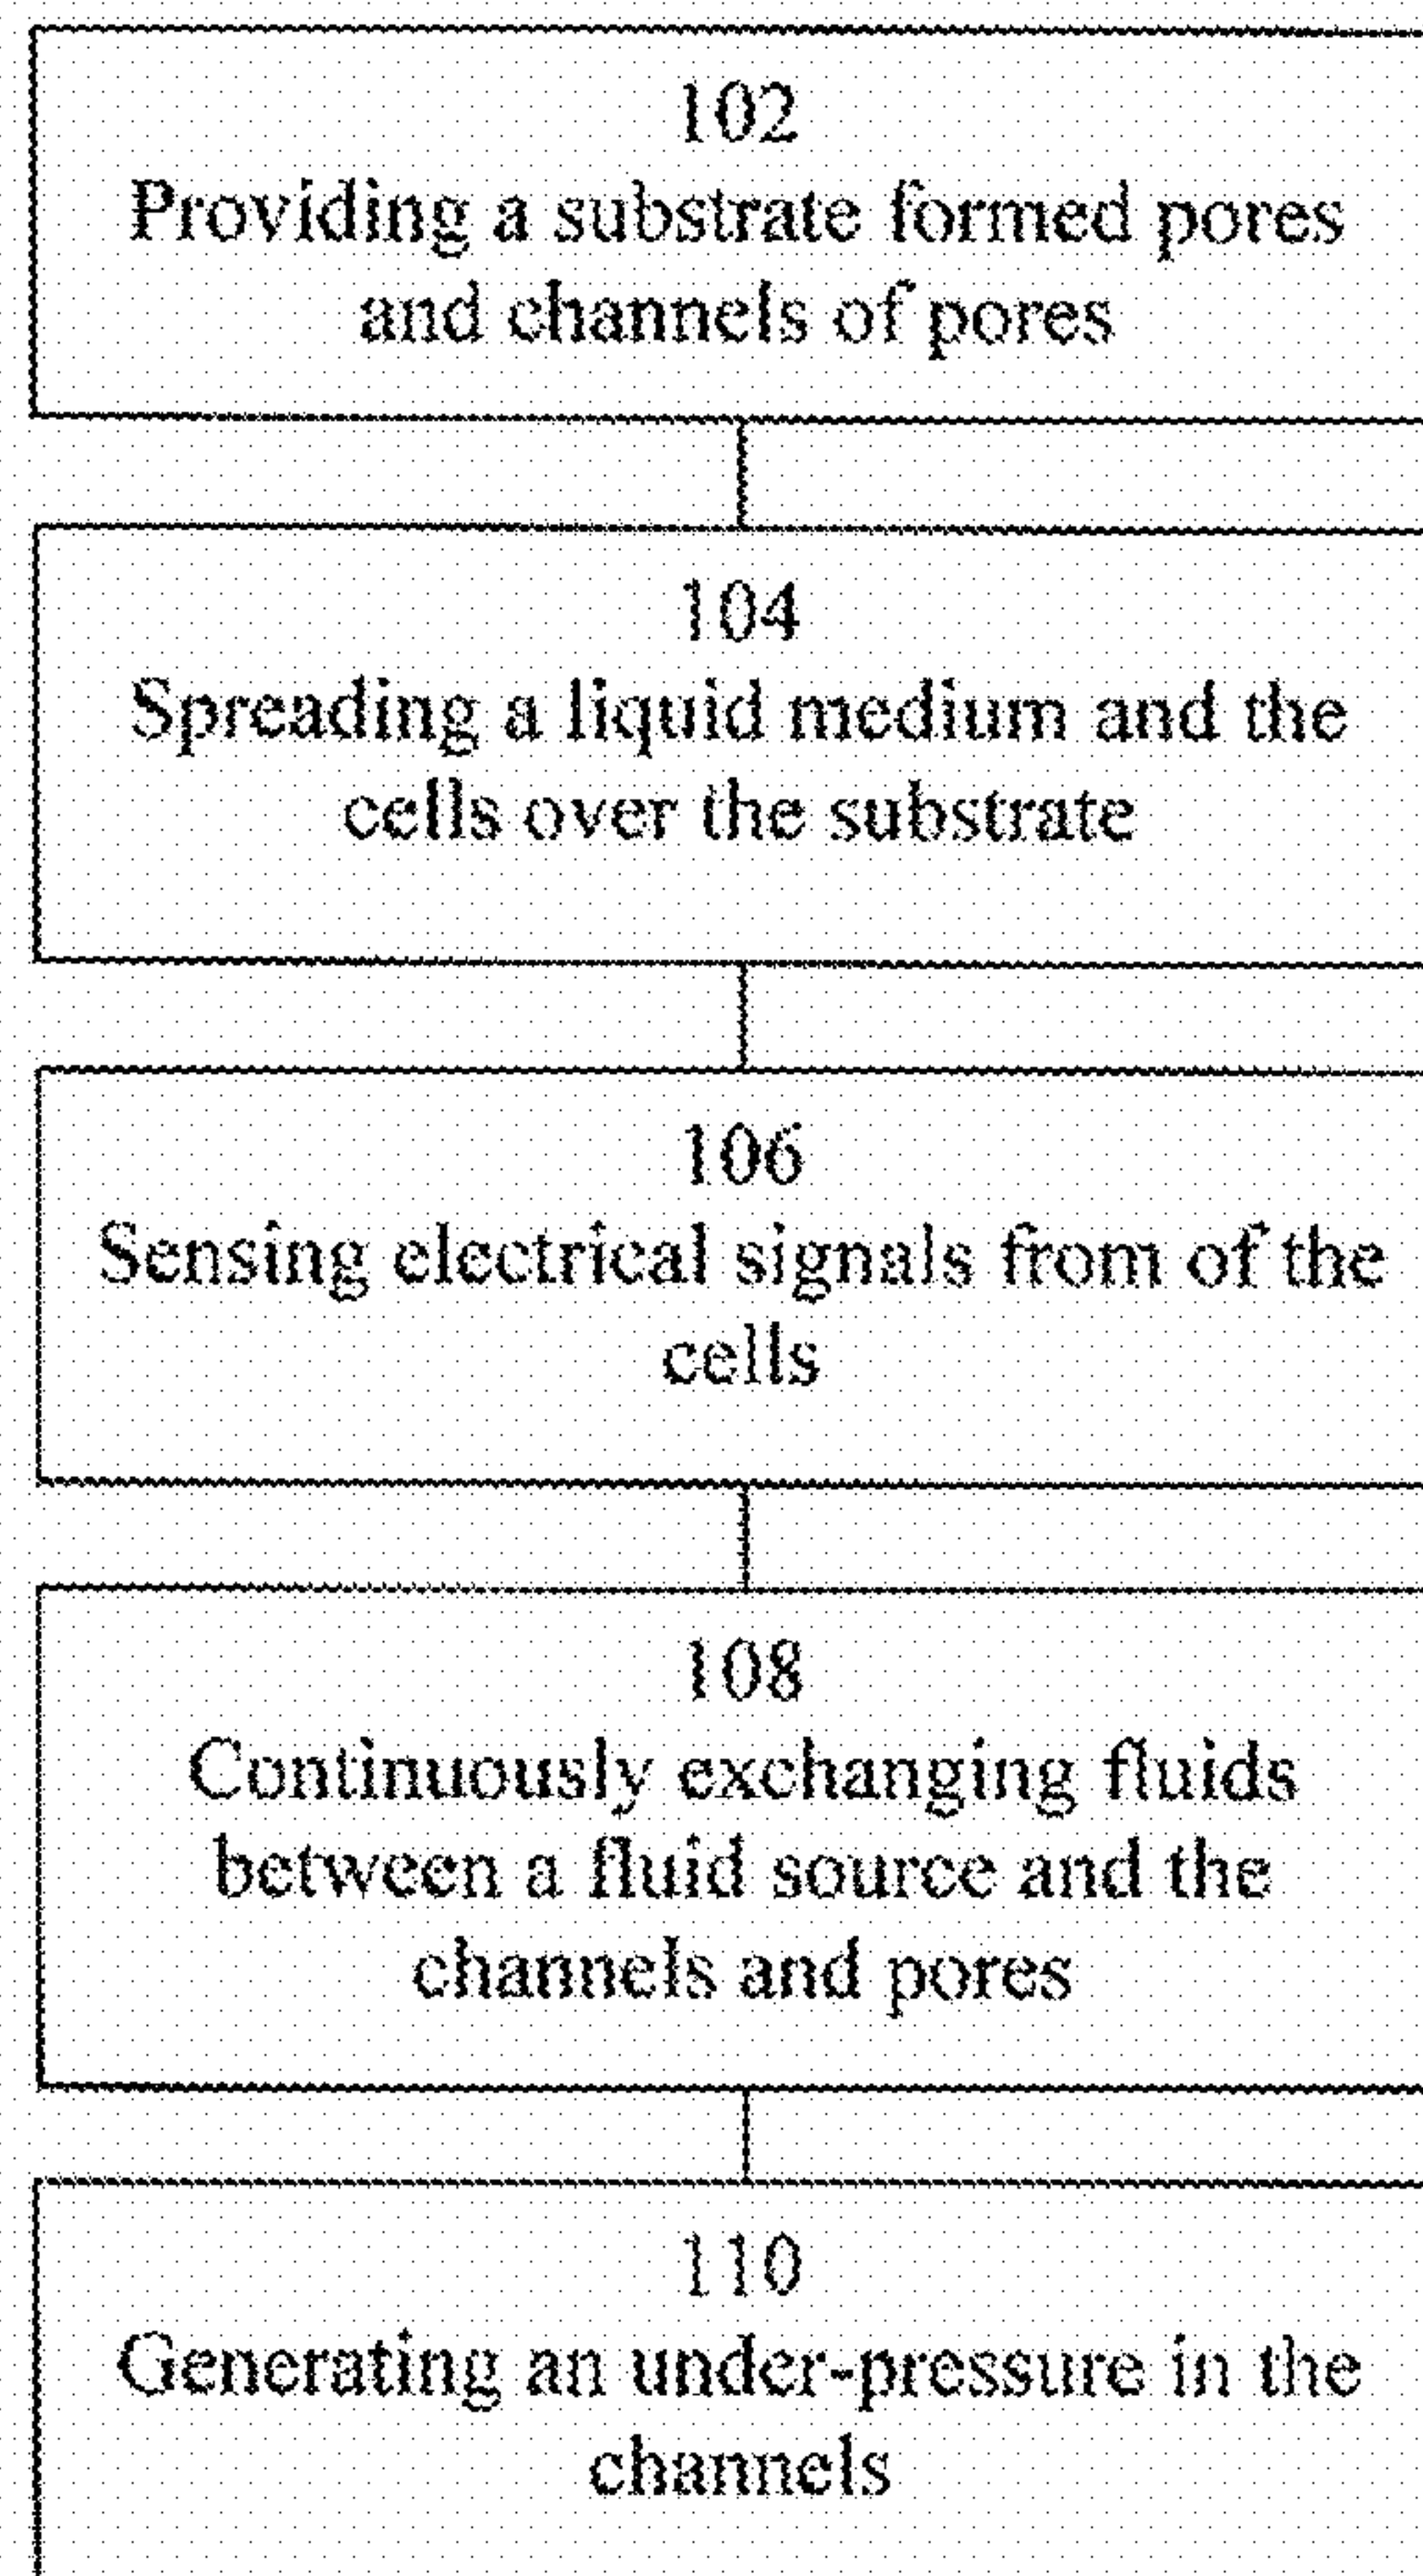 102
Providing a substrate formed pores
and channels of pores
104
Spreading a liquid medium and the
cells over the substrate
106
Sensing electrical signals from of the
cells
108
Continuously exchanging fluids
between a fluid source and the
channels and pores
110
Generating an under-pressure in the
channels